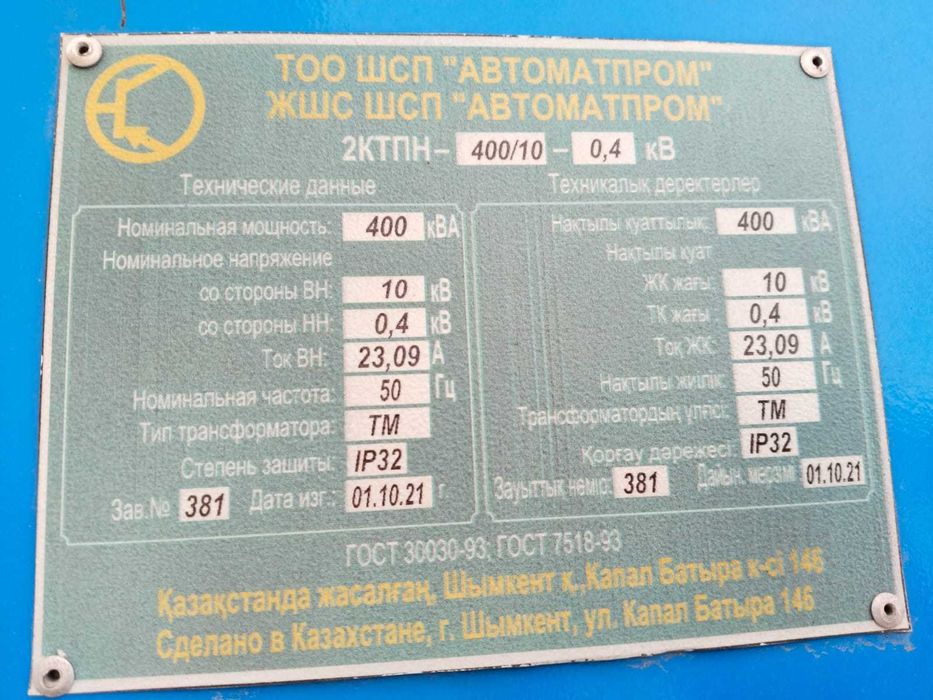 ТОО ШСП "АВТОМАТПРОМ"
ЖШС ШСП "АВТОМАТПРОМ"
2КТПН- 400/10 - 0,4 кВ
Технические данные
Номинальная мощность: 400 кВА
Номинальное напряжение
со стороны ВН: 10 кВ
со стороны НН: 0,4 кВ
Ток ВН: 23,09 А
Номинальная частота: 50 Гц
Тип трансформатора: ТМ
Степень защиты: IP32
Зав.№ 381 Дата изг.: 01.10.21 г.
Техникалық деректерлер
Нақтылы куаттылық: 400 кВА
Нақтылы қуат
ЖК жағы: 10 кВ
ТК жағы 0,4 кВ
Тоқ ЖК: 23,09 А
Нақтылы жилік: 50 Гц
Трансформатордың үлгісі: ТМ
Қорғау дәрежесі: IP32
Зауыттық немір: 381 Дайын. мерзім: 01.10.21
ГОСТ 30030-93; ГОСТ 7518-93
Қазақстанда жасалған, Шымкент қ.,Капал Батыра к-сі 146
Сделано в Казахстане, г. Шымкент, ул. Капал Батыра 146